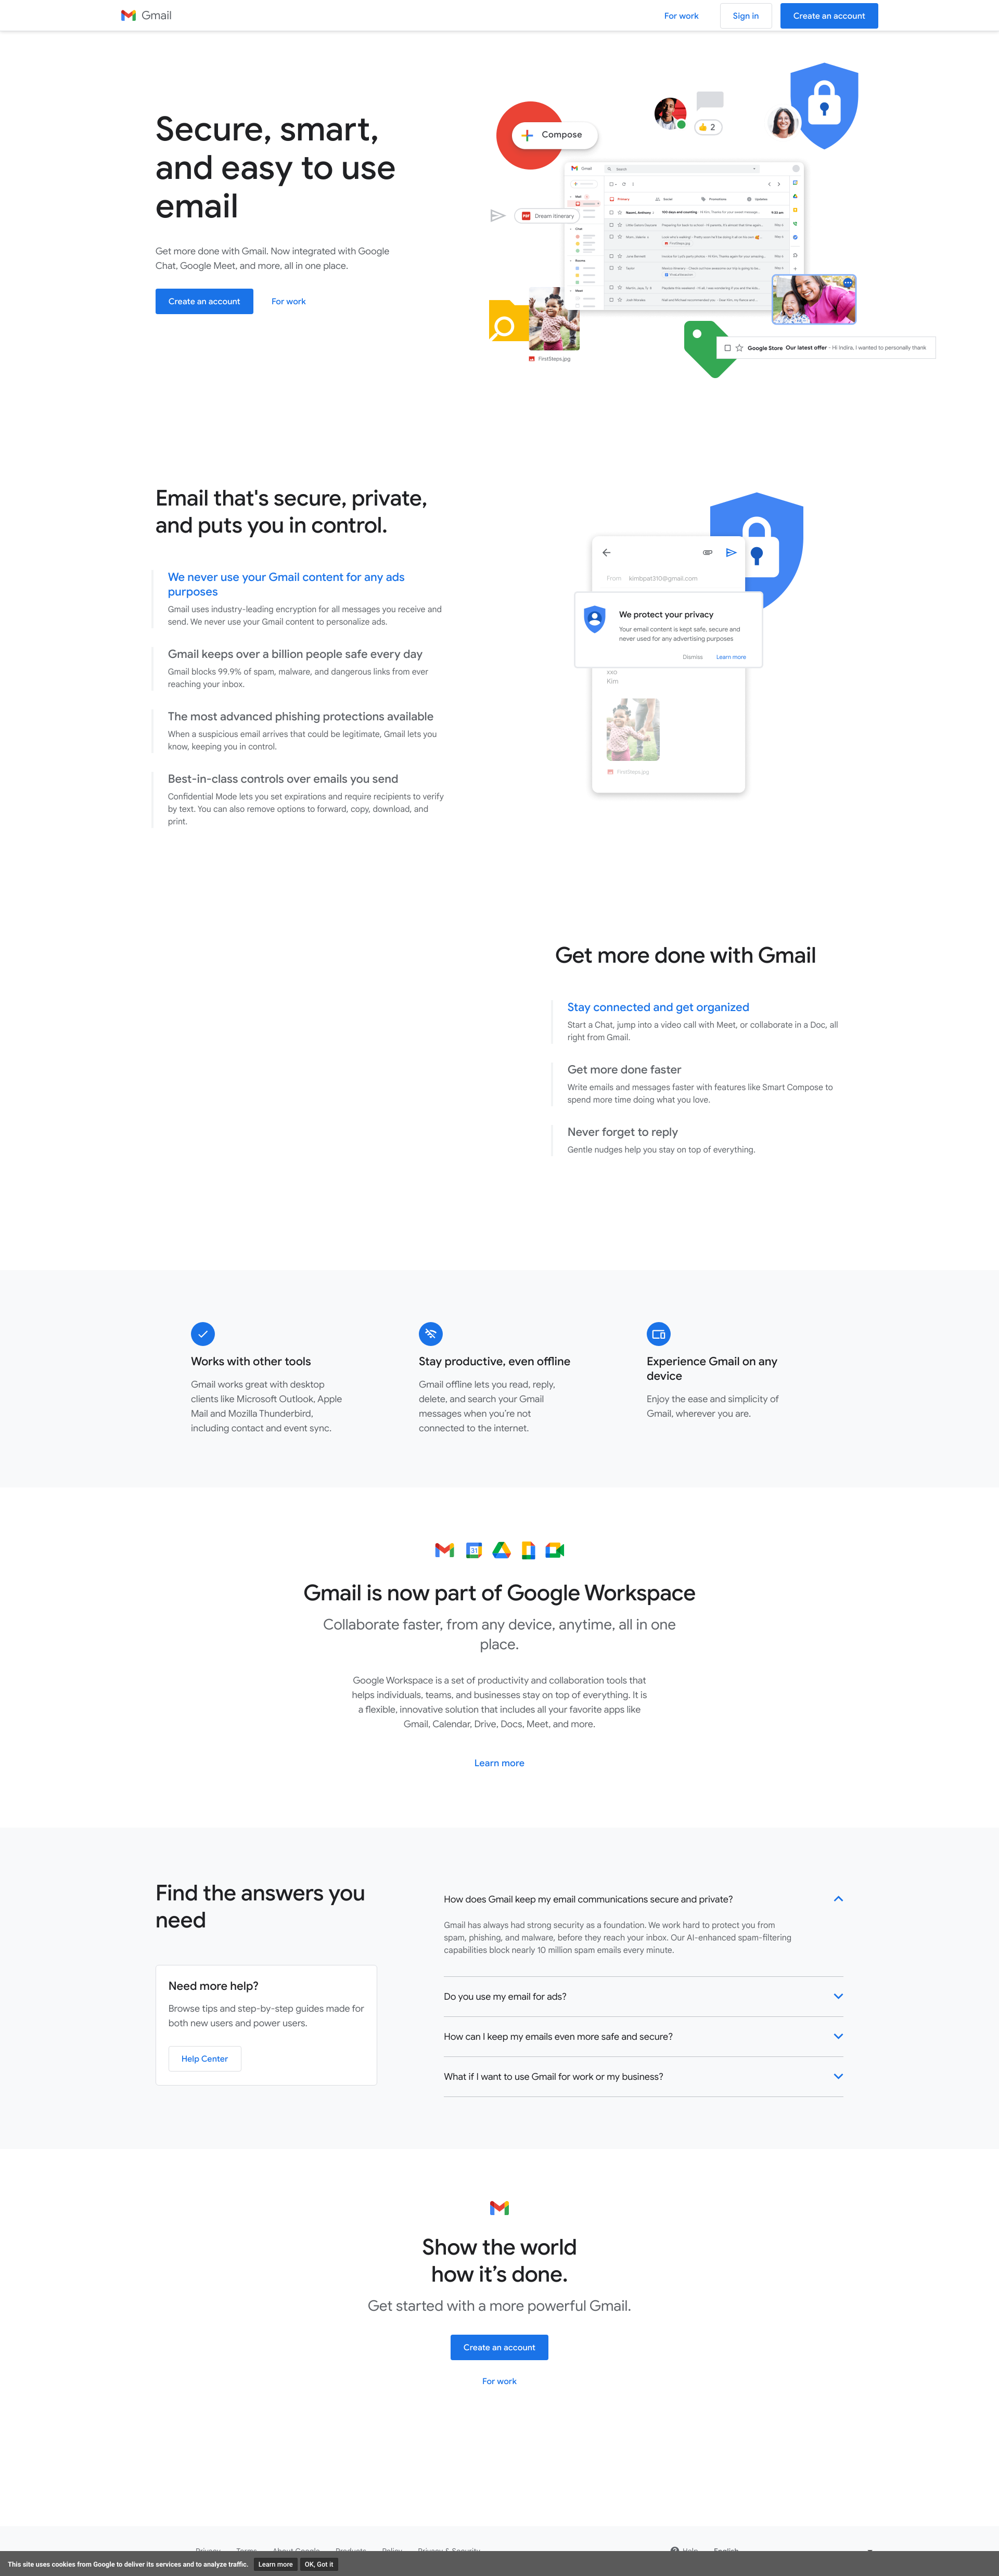 Gmail
For work
Sign in
Create an account
Secure, smart,
and easy to use
email
Get more done with Gmail. Now integrated with Google
Chat, Google Meet, and more, all in one place.
Create an account
For work
Compose
2
Gmail
Search
Primary
Social
Promotions
Updates
PDF
Dream itinerary
FirstSteps.jpg
Google Store Our latest offer - Hi Indira, I wanted to personally thank
Email that's secure, private,
and puts you in control.
We never use your Gmail content for any ads
purposes
Gmail uses industry-leading encryption for all messages you receive and
send. We never use your Gmail content to personalize ads.
Gmail keeps over a billion people safe every day
Gmail blocks 99.9% of spam, malware, and dangerous links from ever
reaching your inbox.
The most advanced phishing protections available
When a suspicious email arrives that could be legitimate, Gmail lets you
know, keeping you in control.
Best-in-class controls over emails you send
Confidential Mode lets you set expirations and require recipients to verify
by text. You can also remove options to forward, copy, download, and
print.
From kimbpat310@gmail.com
We protect your privacy
Your email content is kept safe, secure and
never used for any advertising purposes
Dismiss
Learn more
xxo
Kim
FirstSteps.jpg
Get more done with Gmail
Stay connected and get organized
Start a Chat, jump into a video call with Meet, or collaborate in a Doc, all
right from Gmail.
Get more done faster
Write emails and messages faster with features like Smart Compose to
spend more time doing what you love.
Never forget to reply
Gentle nudges help you stay on top of everything.
Works with other tools
Gmail works great with desktop
clients like Microsoft Outlook, Apple
Mail and Mozilla Thunderbird,
including contact and event sync.
Stay productive, even offline
Gmail offline lets you read, reply,
delete, and search your Gmail
messages when you're not
connected to the internet.
Experience Gmail on any
device
Enjoy the ease and simplicity of
Gmail, wherever you are.
31
Gmail is now part of Google Workspace
Collaborate faster, from any device, anytime, all in one
place.
Google Workspace is a set of productivity and collaboration tools that
helps individuals, teams, and businesses stay on top of everything. It is
a flexible, innovative solution that includes all your favorite apps like
Gmail, Calendar, Drive, Docs, Meet, and more.
Learn more
Find the answers you
need
Need more help?
Browse tips and step-by-step guides made for
both new users and power users.
Help Center
How does Gmail keep my email communications secure and private?
Gmail has always had strong security as a foundation. We work hard to protect you from
spam, phishing, and malware, before they reach your inbox. Our AI-enhanced spam-filtering
capabilities block nearly 10 million spam emails every minute.
Do you use my email for ads?
How can I keep my emails even more safe and secure?
What if I want to use Gmail for work or my business?
Show the world
how it’s done.
Get started with a more powerful Gmail.
Create an account
For work
Privacy
Terms
About Google
Products
Policy
Privacy & Security
Help
English
This site uses cookies from Google to deliver its services and to analyze traffic.
Learn more
OK, Got it